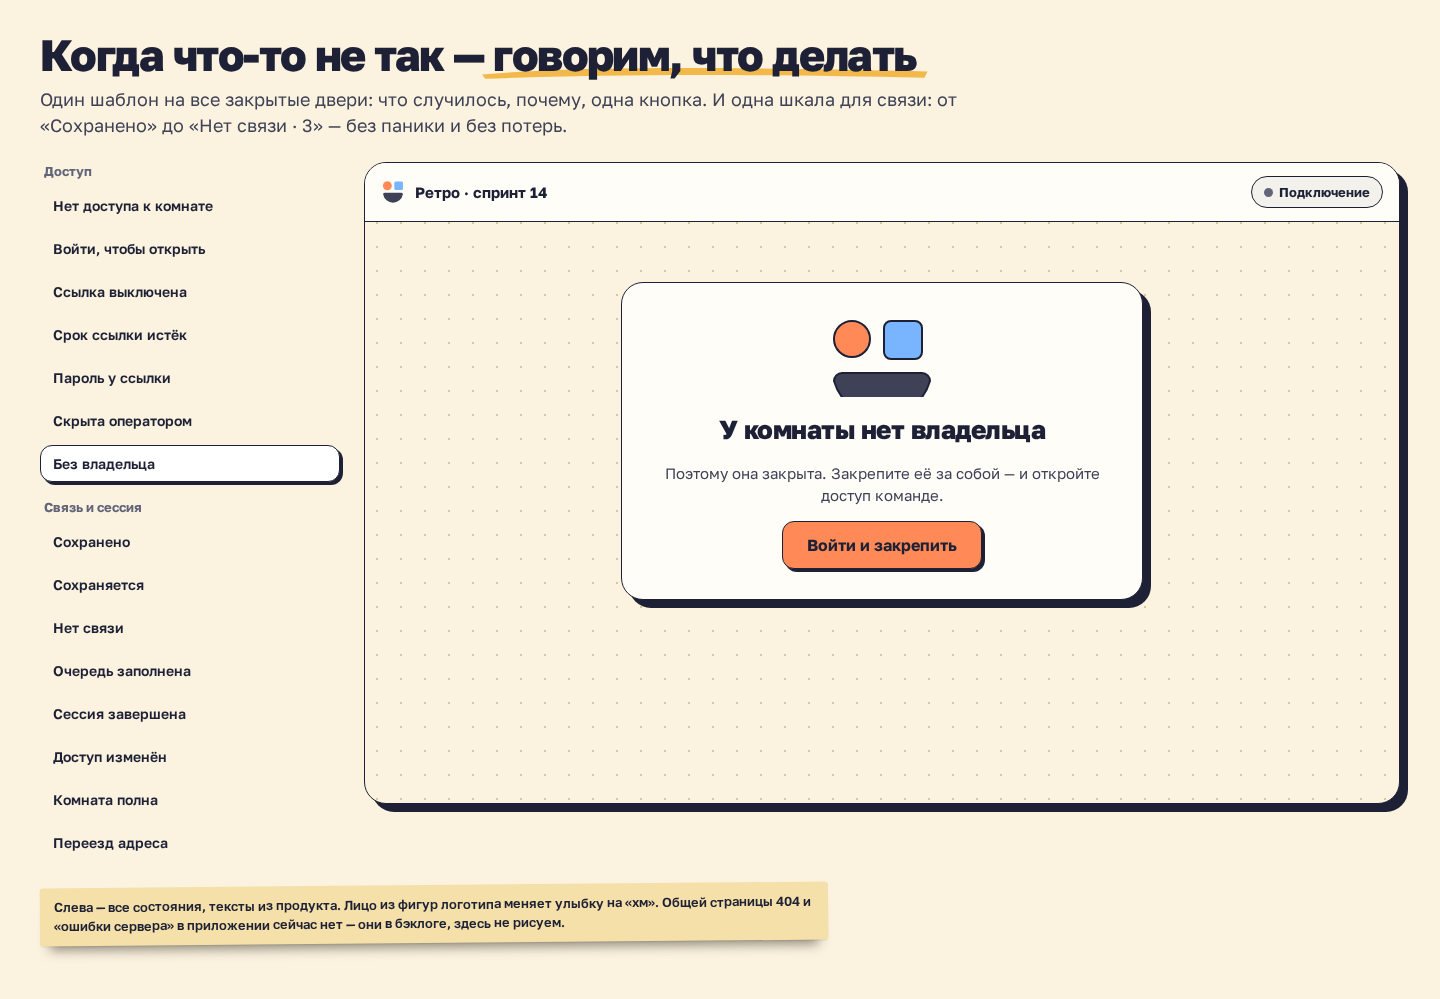 Когда что-то не так — говорим, что делать
Один шаблон на все закрытые двери: что случилось, почему, одна кнопка. И одна шкала для связи: от
«Сохранено» до «Нет связи · 3» — без паники и без потерь.
Доступ
Нет доступа к комнате
Войти, чтобы открыть
Ссылка выключена
Срок ссылки истёк
Пароль у ссылки
Скрыта оператором
Без владельца
Связь и сессия
Сохранено
Сохраняется
Нет связи
Очередь заполнена
Сессия завершена
Доступ изменён
Комната полна
Переезд адреса
Ретро · спринт 14
Подключение
У комнаты нет владельца
Поэтому она закрыта. Закрепите её за собой — и откройте
доступ команде.
Войти и закрепить
Слева — все состояния, тексты из продукта. Лицо из фигур логотипа меняет улыбку на «хм». Общей страницы 404 и
«ошибки сервера» в приложении сейчас нет — они в бэклоге, здесь не рисуем.